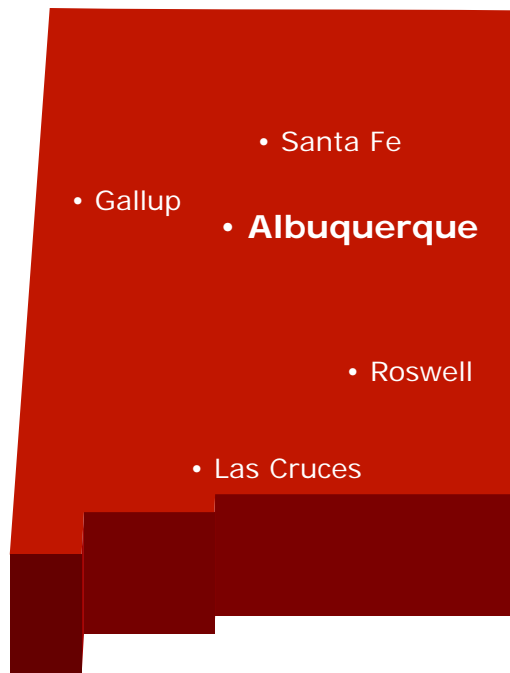 • Santa Fe
• Gallup
• Albuquerque
• Roswell
• Las Cruces